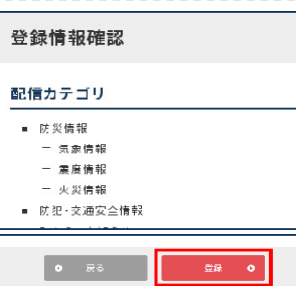 登録情報確認
配信カテゴリ
■ 防災情報
ー 気象情報
ー 震度情報
ー 火災情報
■ 防犯・交通安全情報
戻る
登録